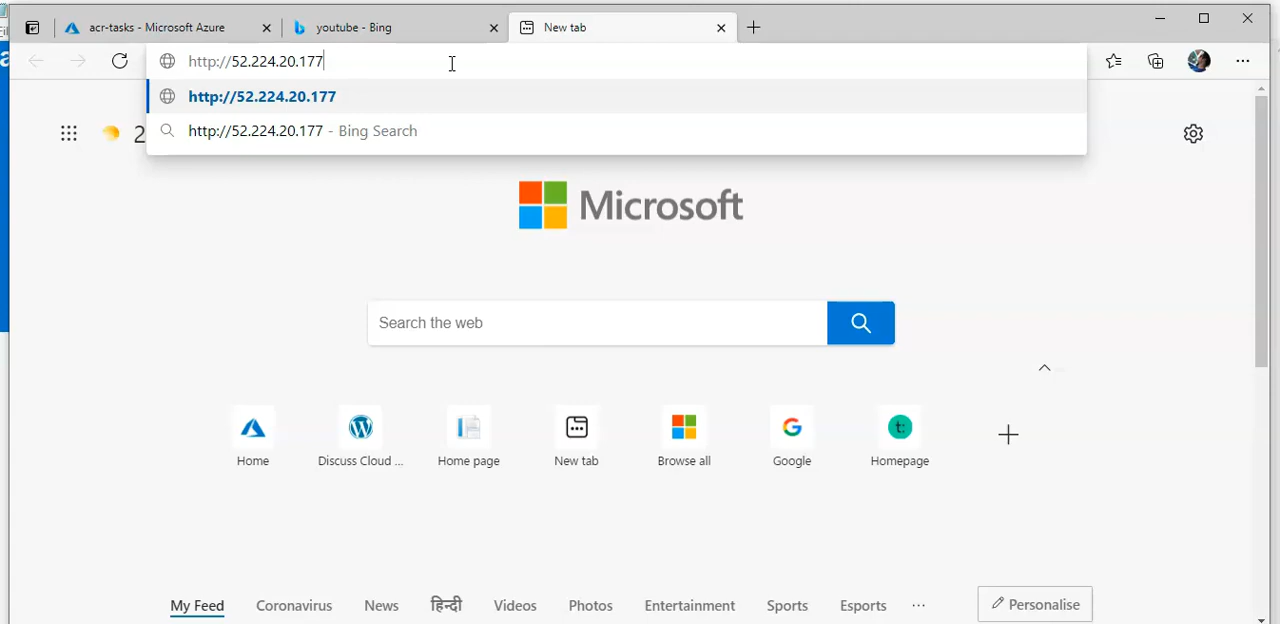 acr-tasks - Microsoft Azure
youtube - Bing
New tab
http://52.224.20.177
http://52.224.20.177
http://52.224.20.177 - Bing Search
2
Microsoft
Search the web
Home
Discuss Cloud ...
Home page
New tab
Browse all
Google
t:
Homepage
My Feed
Coronavirus
News
हिन्दी
Videos
Photos
Entertainment
Sports
Esports
...
Personalise